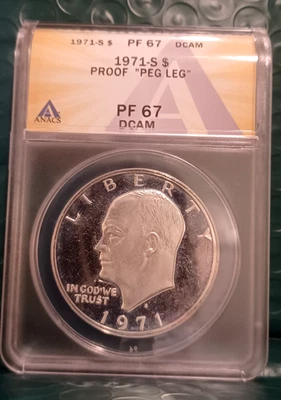 1971-S $ PF 67 DCAM
1971-S $
PROOF "PEG LEG"
ANACS
PF 67
DCAM
LIBERTY
IN GOD WE
TRUST
S
1971